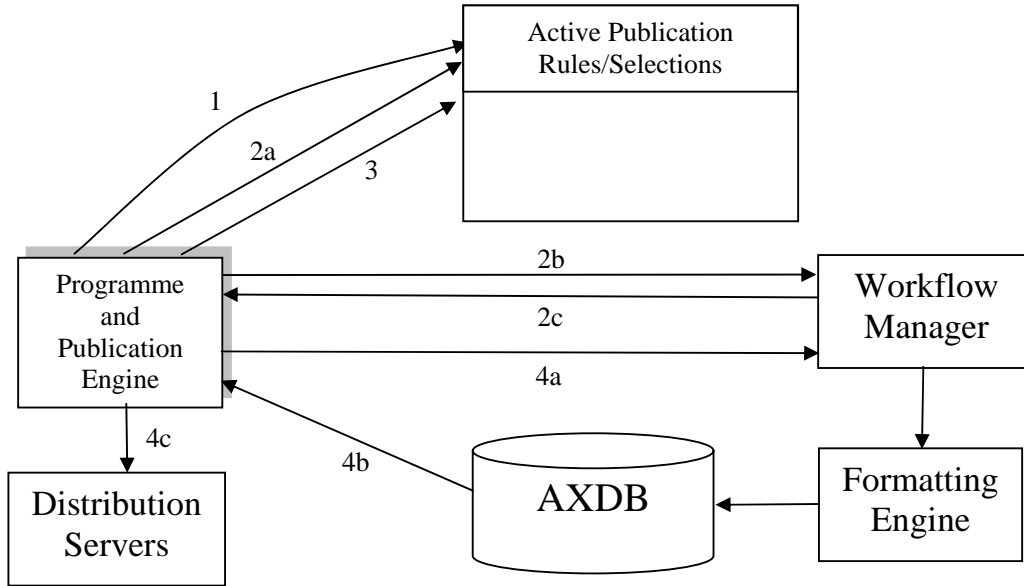 Active Publication
Rules/Selections
1
2a
3
2b
2c
4a
Programme
and
Publication
Engine
Workflow
Manager
4c
4b
Distribution
Servers
AXDB
Formatting
Engine